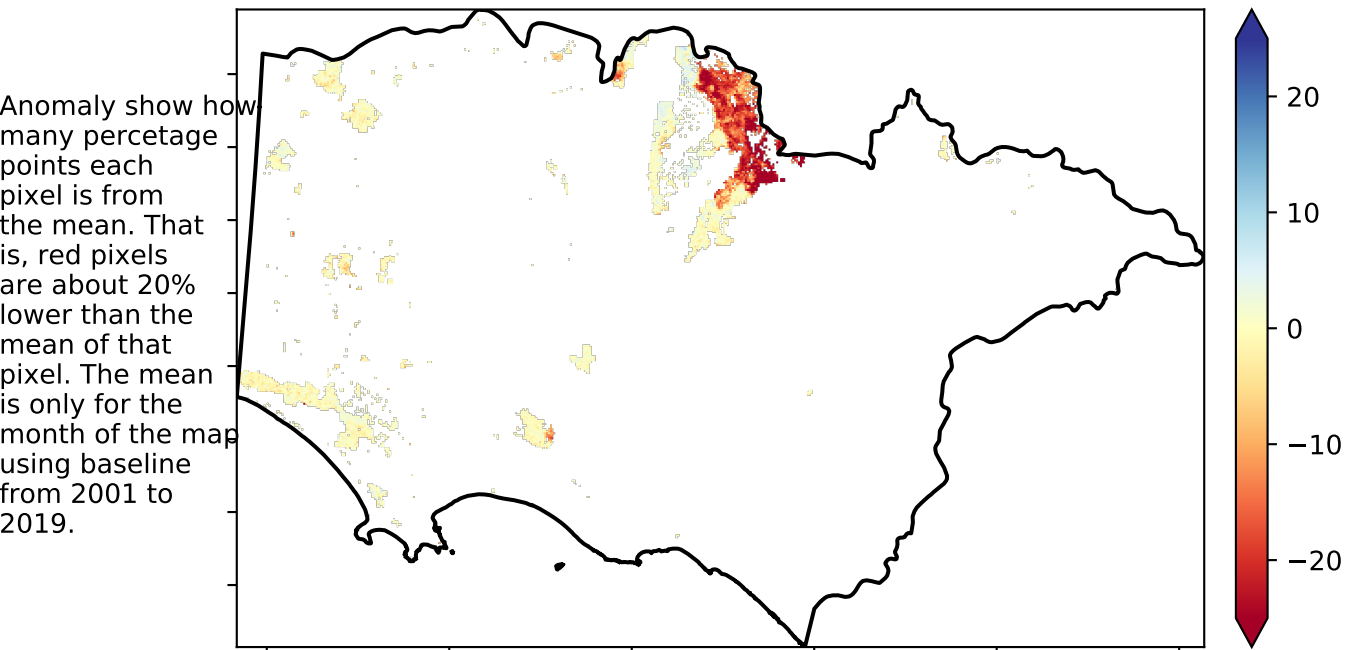 Anomaly show how
many percetage
points each
pixel is from
the mean. That
is, red pixels
are about 20%
lower than the
mean of that
pixel. The mean
is only for the
month of the map
using baseline
from 2001 to
2019.
20
10
0
−10
−20